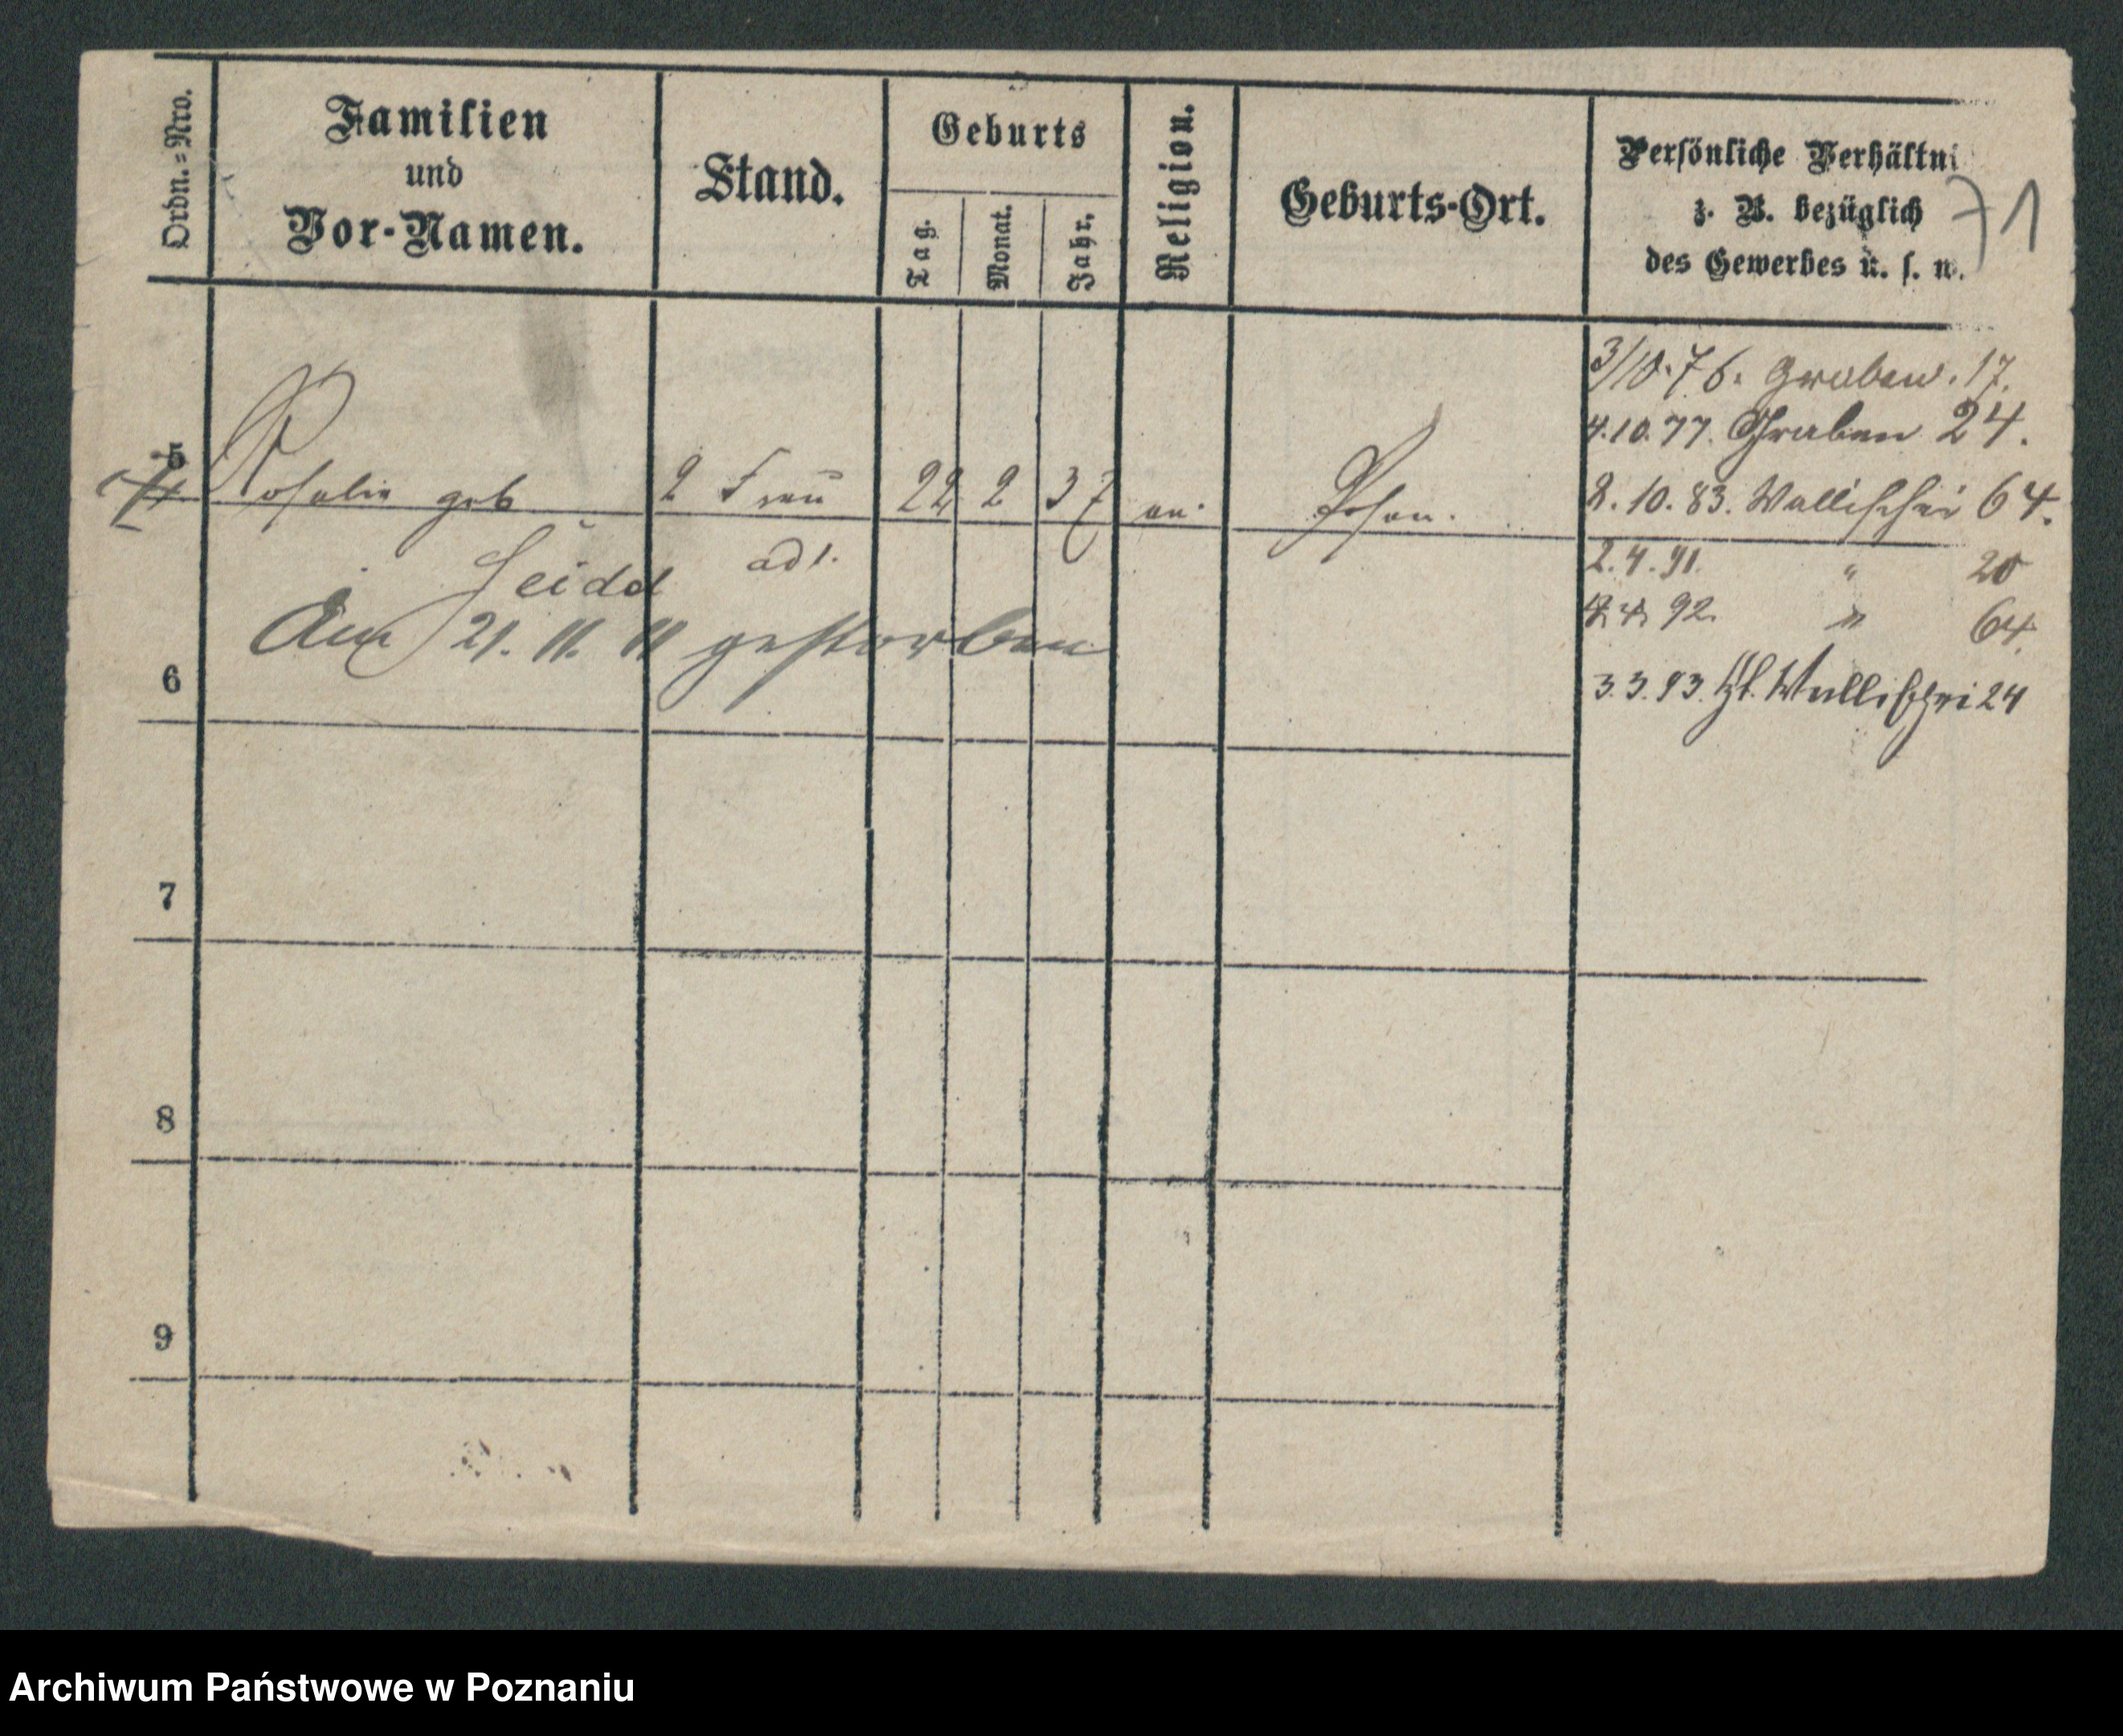 Ordn.=Nro.
Familien
und
Vor-Namen.
Stand.
Geburts
Tag.
Monat.
Jahr.
Religion.
Geburts-Ort.
Persönliche Verhältni
z. B. bezüglich
des Gewerbes u. s. w.
71
3/10.76. Graben. 17.
4.10.77. Graben 24.
5
Rosalie geb
2 Frau
22
2
37
ev.
Posen.
2.10.83. Wallischei 64.
Seidel
ad 1.
2.4.91. " 20
Am 21. 11. 11 gestorben
4. 92. " 64.
6
3.3.93. Kl. Wallischei 24
7
8
9
Archiwum Państwowe w Poznaniu